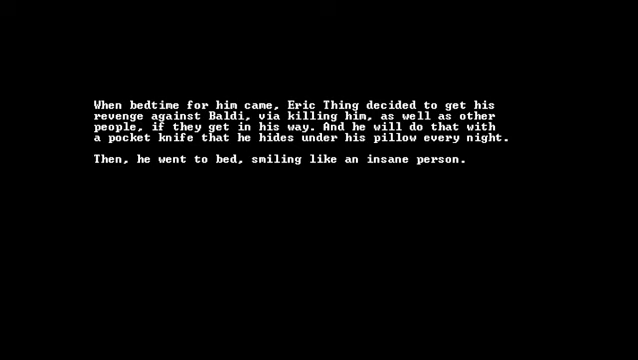 When bedtime for him came, Eric Thing decided to get his
revenge against Baldi, via killing him, as well as other
people, if they get in his way. And he will do that with
a pocket knife that he hides under his pillow every night.
Then, he went to bed, smiling like an insane person.